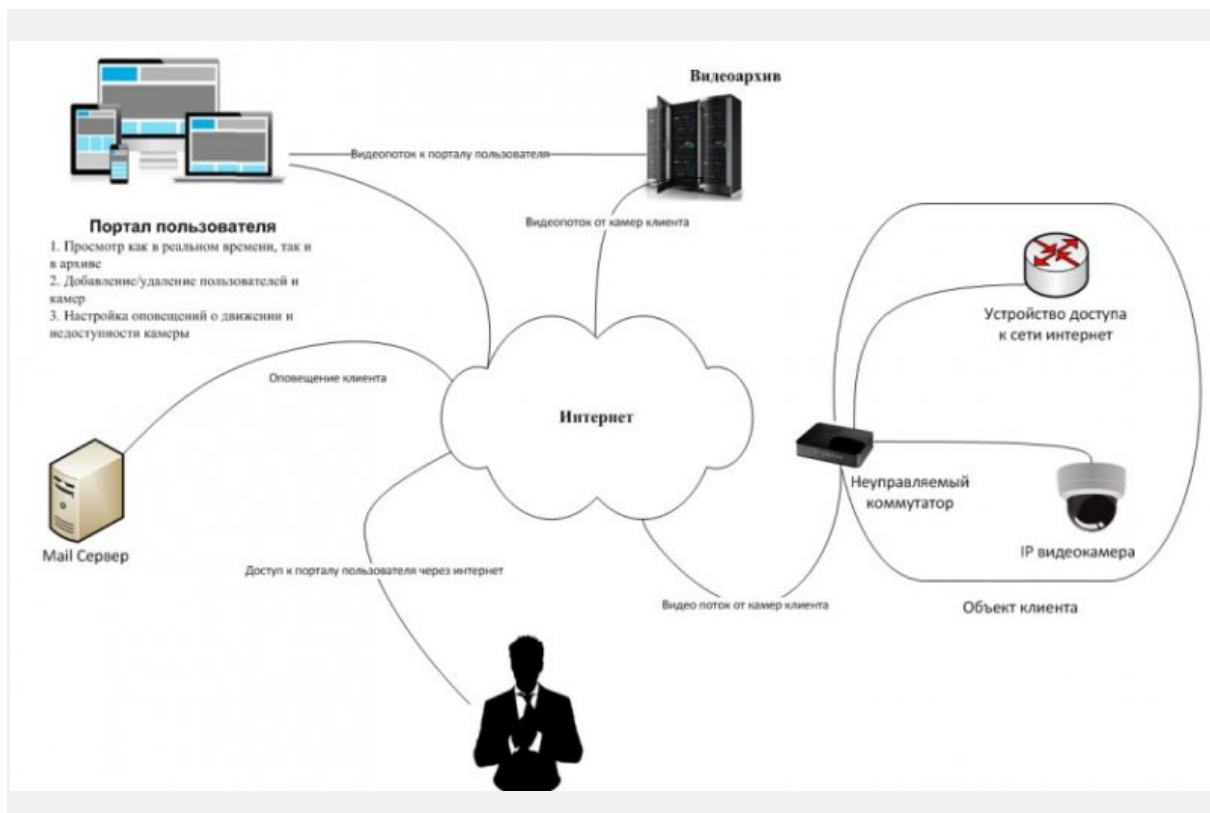 Видеоархив
Видеопоток к порталу пользователя
Видеопоток от камер клиента
Портал пользователя
1. Просмотр как в реальном времени, так и
в архиве
2. Добавление/удаление пользователей и
камер
3. Настройка оповещений о движении и
недоступности камеры
Устройство доступа
к сети интернет
Оповещение клиента
Интернет
Неуправляемый
коммутатор
IP видеокамера
Mail Сервер
Доступ к порталу пользователя через интернет
Видео поток от камер клиента
Объект клиента